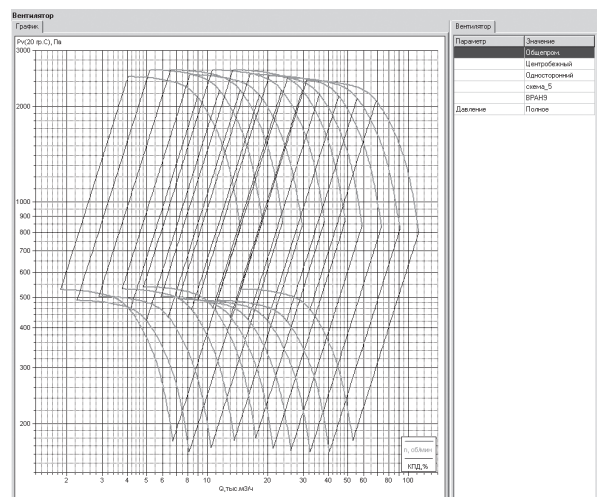 Вентилятор
График
Вентилятор
Pv(20 гр.С), Па
3000
2000
1000
900
800
700
600
500
400
300
200
2 3 4 5 6 8 10 20 30 40 50 60 80 100
Q,тыс.м3/ч
n, об/мин
КПД,%
Параметр Значение
Общепром.
Центробежный
Односторонний
схема_5
ВРАН9
Давление Полное